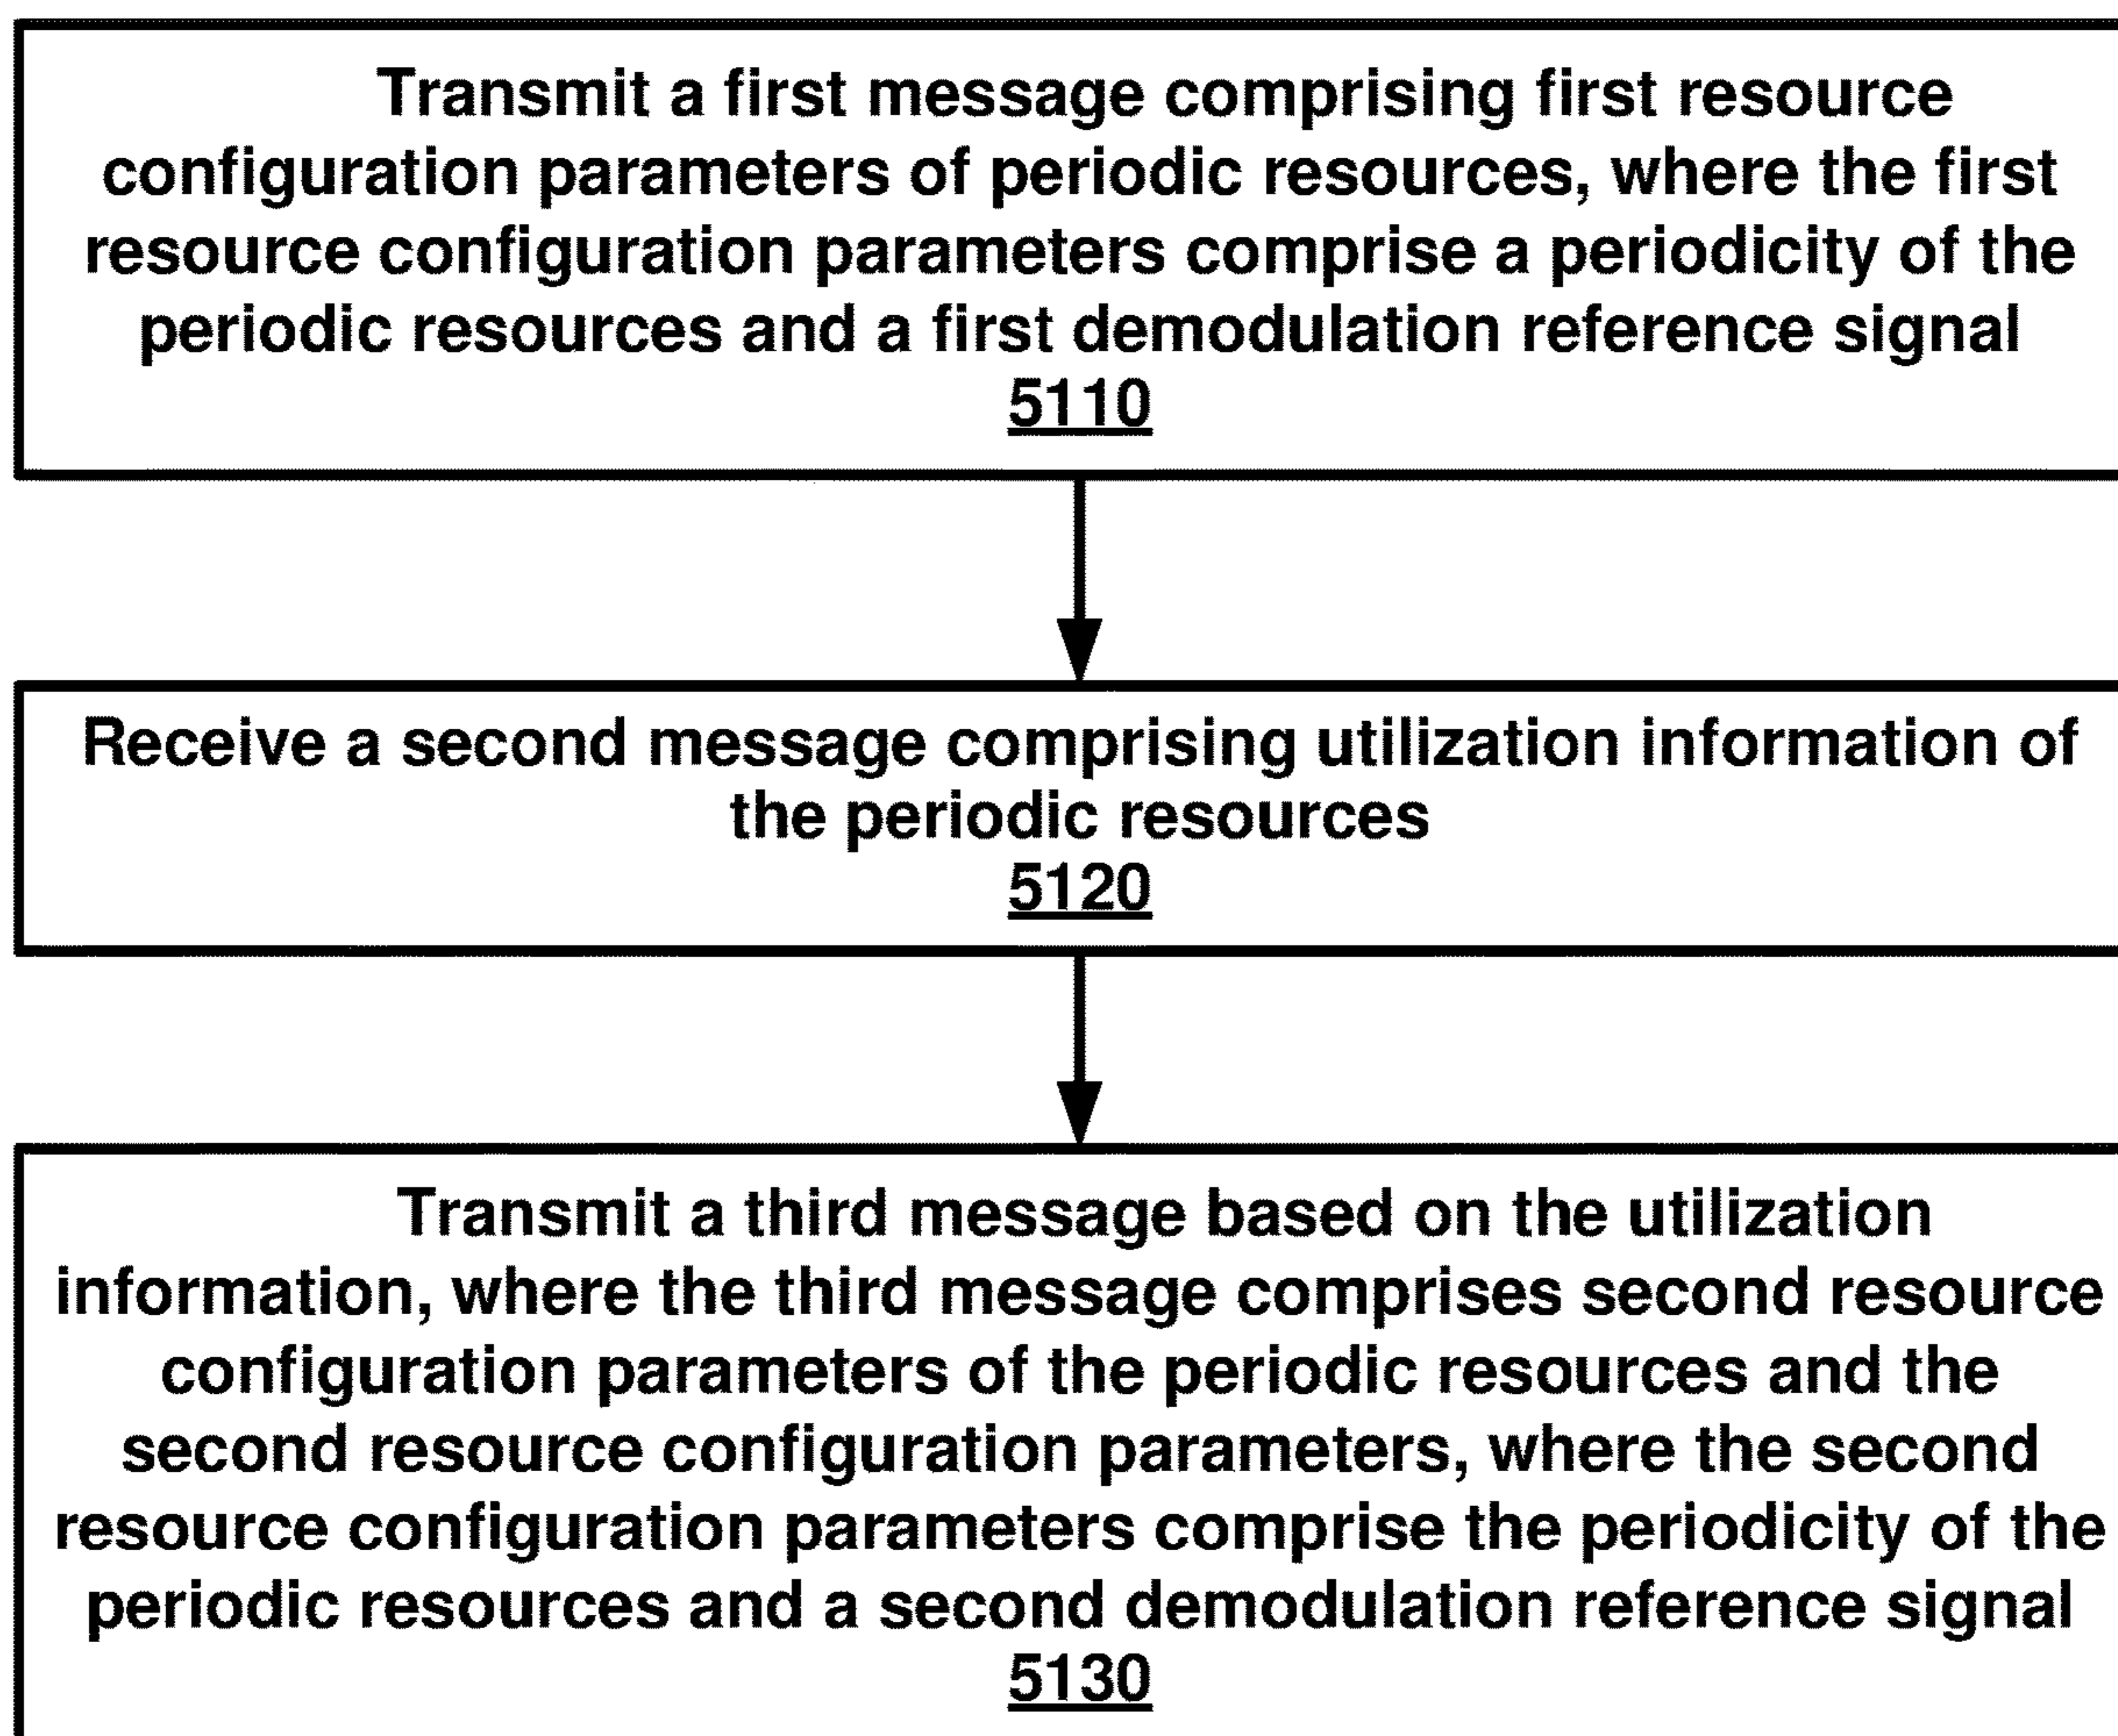 Transmit a first message comprising first resource
configuration parameters of periodic resources, where the first
resource configuration parameters comprise a periodicity of the
periodic resources and a first demodulation reference signal
5110
Receive a second message comprising utilization information of
the periodic resources
5120
Transmit a third message based on the utilization
information, where the third message comprises second resource
configuration parameters of the periodic resources and the
second resource configuration parameters, where the second
resource configuration parameters comprise the periodicity of the
periodic resources and a second demodulation reference signal
5130